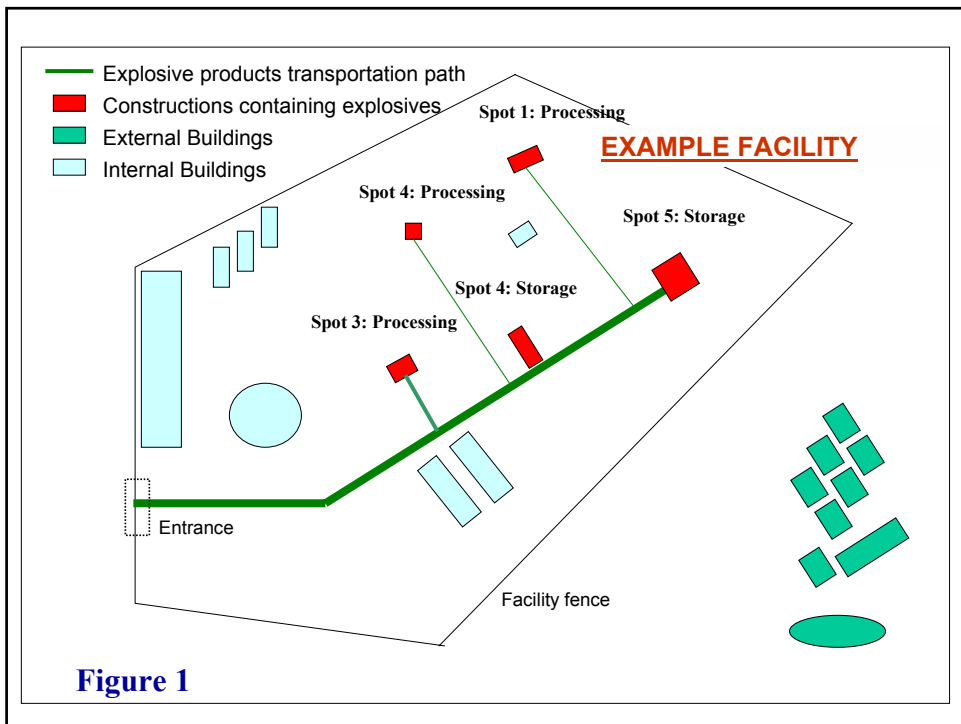 Explosive products transportation path
Constructions containing explosives
External Buildings
Internal Buildings
Spot 1: Processing
EXAMPLE FACILITY
Spot 4: Processing
Spot 5: Storage
Spot 4: Storage
Spot 3: Processing
Entrance
Facility fence
Figure 1